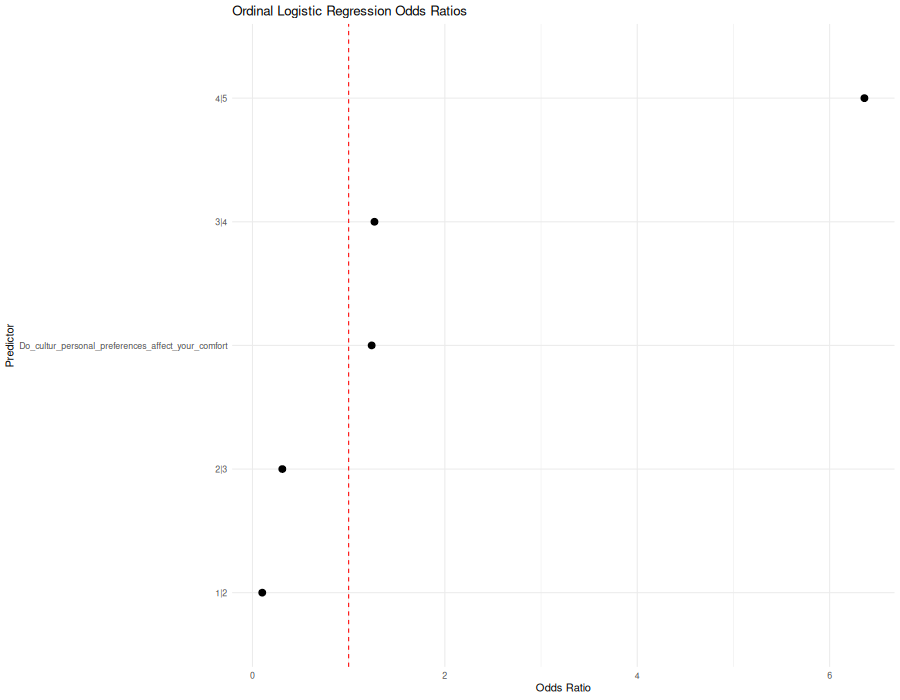 Ordinal Logistic Regression Odds Ratios
4|5
3|4
Do_cultur_personal_preferences_affect_your_comfort
2|3
1|2
Predictor
0
2
4
6
Odds Ratio